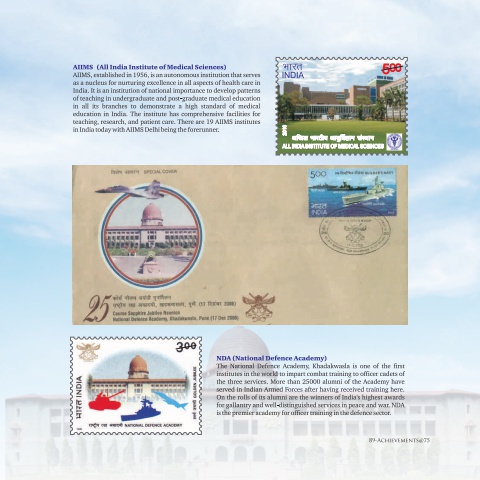 AIIMS (All India Institute of Medical Sciences)
AIIMS, established in 1956, is an autonomous institution that serves
as a nucleus for nurturing excellence in all aspects of health care in
India. It is an institution of national importance to develop patterns
of teaching in undergraduate and post-graduate medical education
in all its branches to demonstrate a high standard of medical
education in India. The institute has comprehensive facilities for
teaching, research, and patient care. There are 19 AIIMS institutes
in India today with AIIMS Delhi being the forerunner.
भारत
INDIA
500
2016
अखिल भारतीय आयुर्विज्ञान संस्थान
ALL INDIA INSTITUTE OF MEDICAL SCIENCES
विशेष आवरण SPECIAL COVER
500
भारत
INDIA
25
कोर्स नीलम जयंती पुनर्मिलन
राष्ट्रीय रक्षा अकादमी, खडकवासला, पुणे (17 दिसंबर 2006)
Course Sapphire Jubilee Reunion
National Defence Academy, Khadakwasla, Pune (17 Dec 2006)
भारत INDIA
300
राष्ट्रीय रक्षा अकादमी NATIONAL DEFENCE ACADEMY
NDA (National Defence Academy)
The National Defence Academy, Khadakwasla is one of the first
institutes in the world to impart combat training to officer cadets of
the three services. More than 25000 alumni of the Academy have
served in Indian Armed Forces after having received training here.
On the rolls of its alumni are the winners of India's highest awards
for gallantry and well-distinguished services in peace and war. NDA
is the premier academy for officer training in the defence sector.
89-Achievements@75